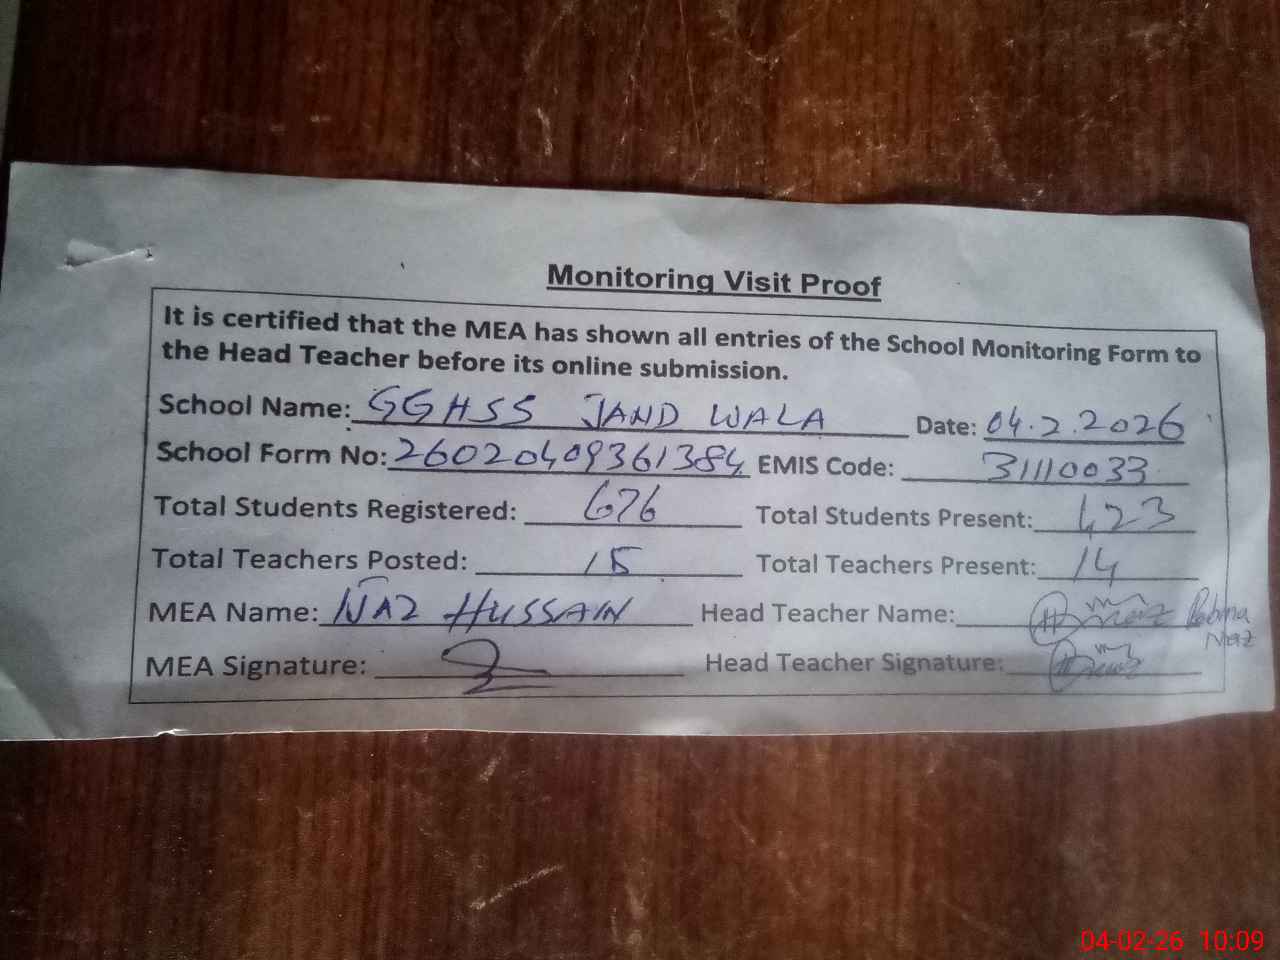 Monitoring Visit Proof
It is certified that the MEA has shown all entries of the School Monitoring Form to
the Head Teacher before its online submission.
School Name: GGHSS JAND WALA Date: 04.2.2026
School Form No: 26020409361384 EMIS Code: 31110033
Total Students Registered: 676 Total Students Present: 623
Total Teachers Posted: 15 Total Teachers Present: 14
MEA Name: NAZ HUSSAIN Head Teacher Name:
Naz
MEA Signature: Head Teacher Signature:
04-02-26 10:09